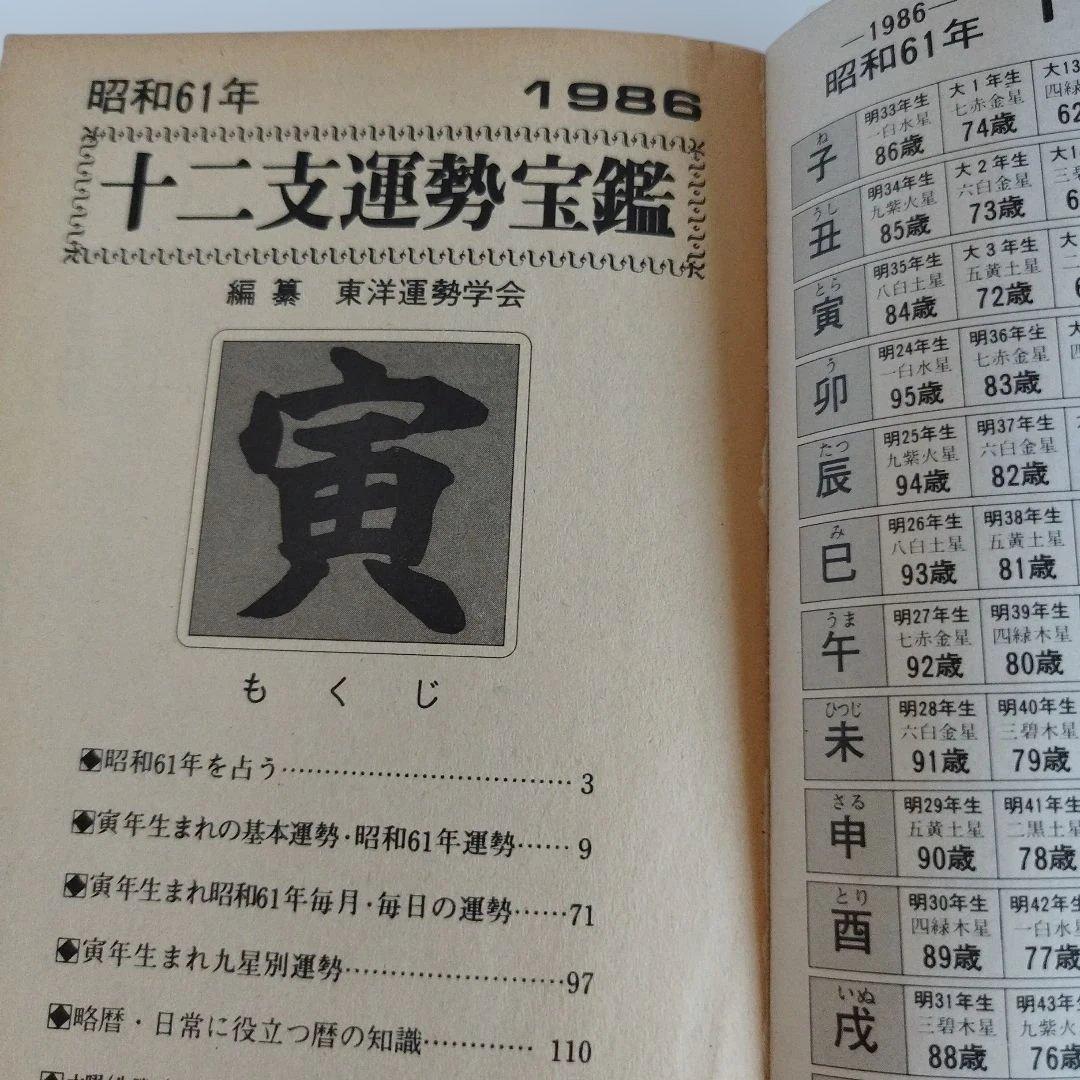 昭和61年 1986
十二支運勢宝鑑
編纂 東洋運勢学会
寅
もくじ
昭和61年を占う……………………………3
寅年生まれの基本運勢・昭和61年運勢……9
寅年生まれ昭和61年毎月・毎日の運勢……71
寅年生まれ九星別運勢……………………97
略暦・日常に役立つ暦の知識…………110
—1986—
昭和61年
ね
子
明33年生 大1年生 大13
一白水星 七赤金星 四緑
86歳 74歳 62
うし
丑
明34年生 大2年生
九紫火星 六白金星 三碧
85歳 73歳
とら
寅
明35年生 大3年生
八白土星 五黄土星
84歳 72歳
う
卯
明24年生 明36年生
一白水星 七赤金星
95歳 83歳
たつ
辰
明25年生 明37年生
九紫火星 六白金星
94歳 82歳
み
巳
明26年生 明38年生
八白土星 五黄土星
93歳 81歳
うま
午
明27年生 明39年生
七赤金星 四緑木星
92歳 80歳
ひつじ
未
明28年生 明40年生
六白金星 三碧木星
91歳 79歳
さる
申
明29年生 明41年生
五黄土星 二黒土星
90歳 78歳
とり
酉
明30年生 明42年生
四緑木星 一白水星
89歳 77歳
いぬ
戌
明31年生 明43年生
三碧木星 九紫火
88歳 76歳